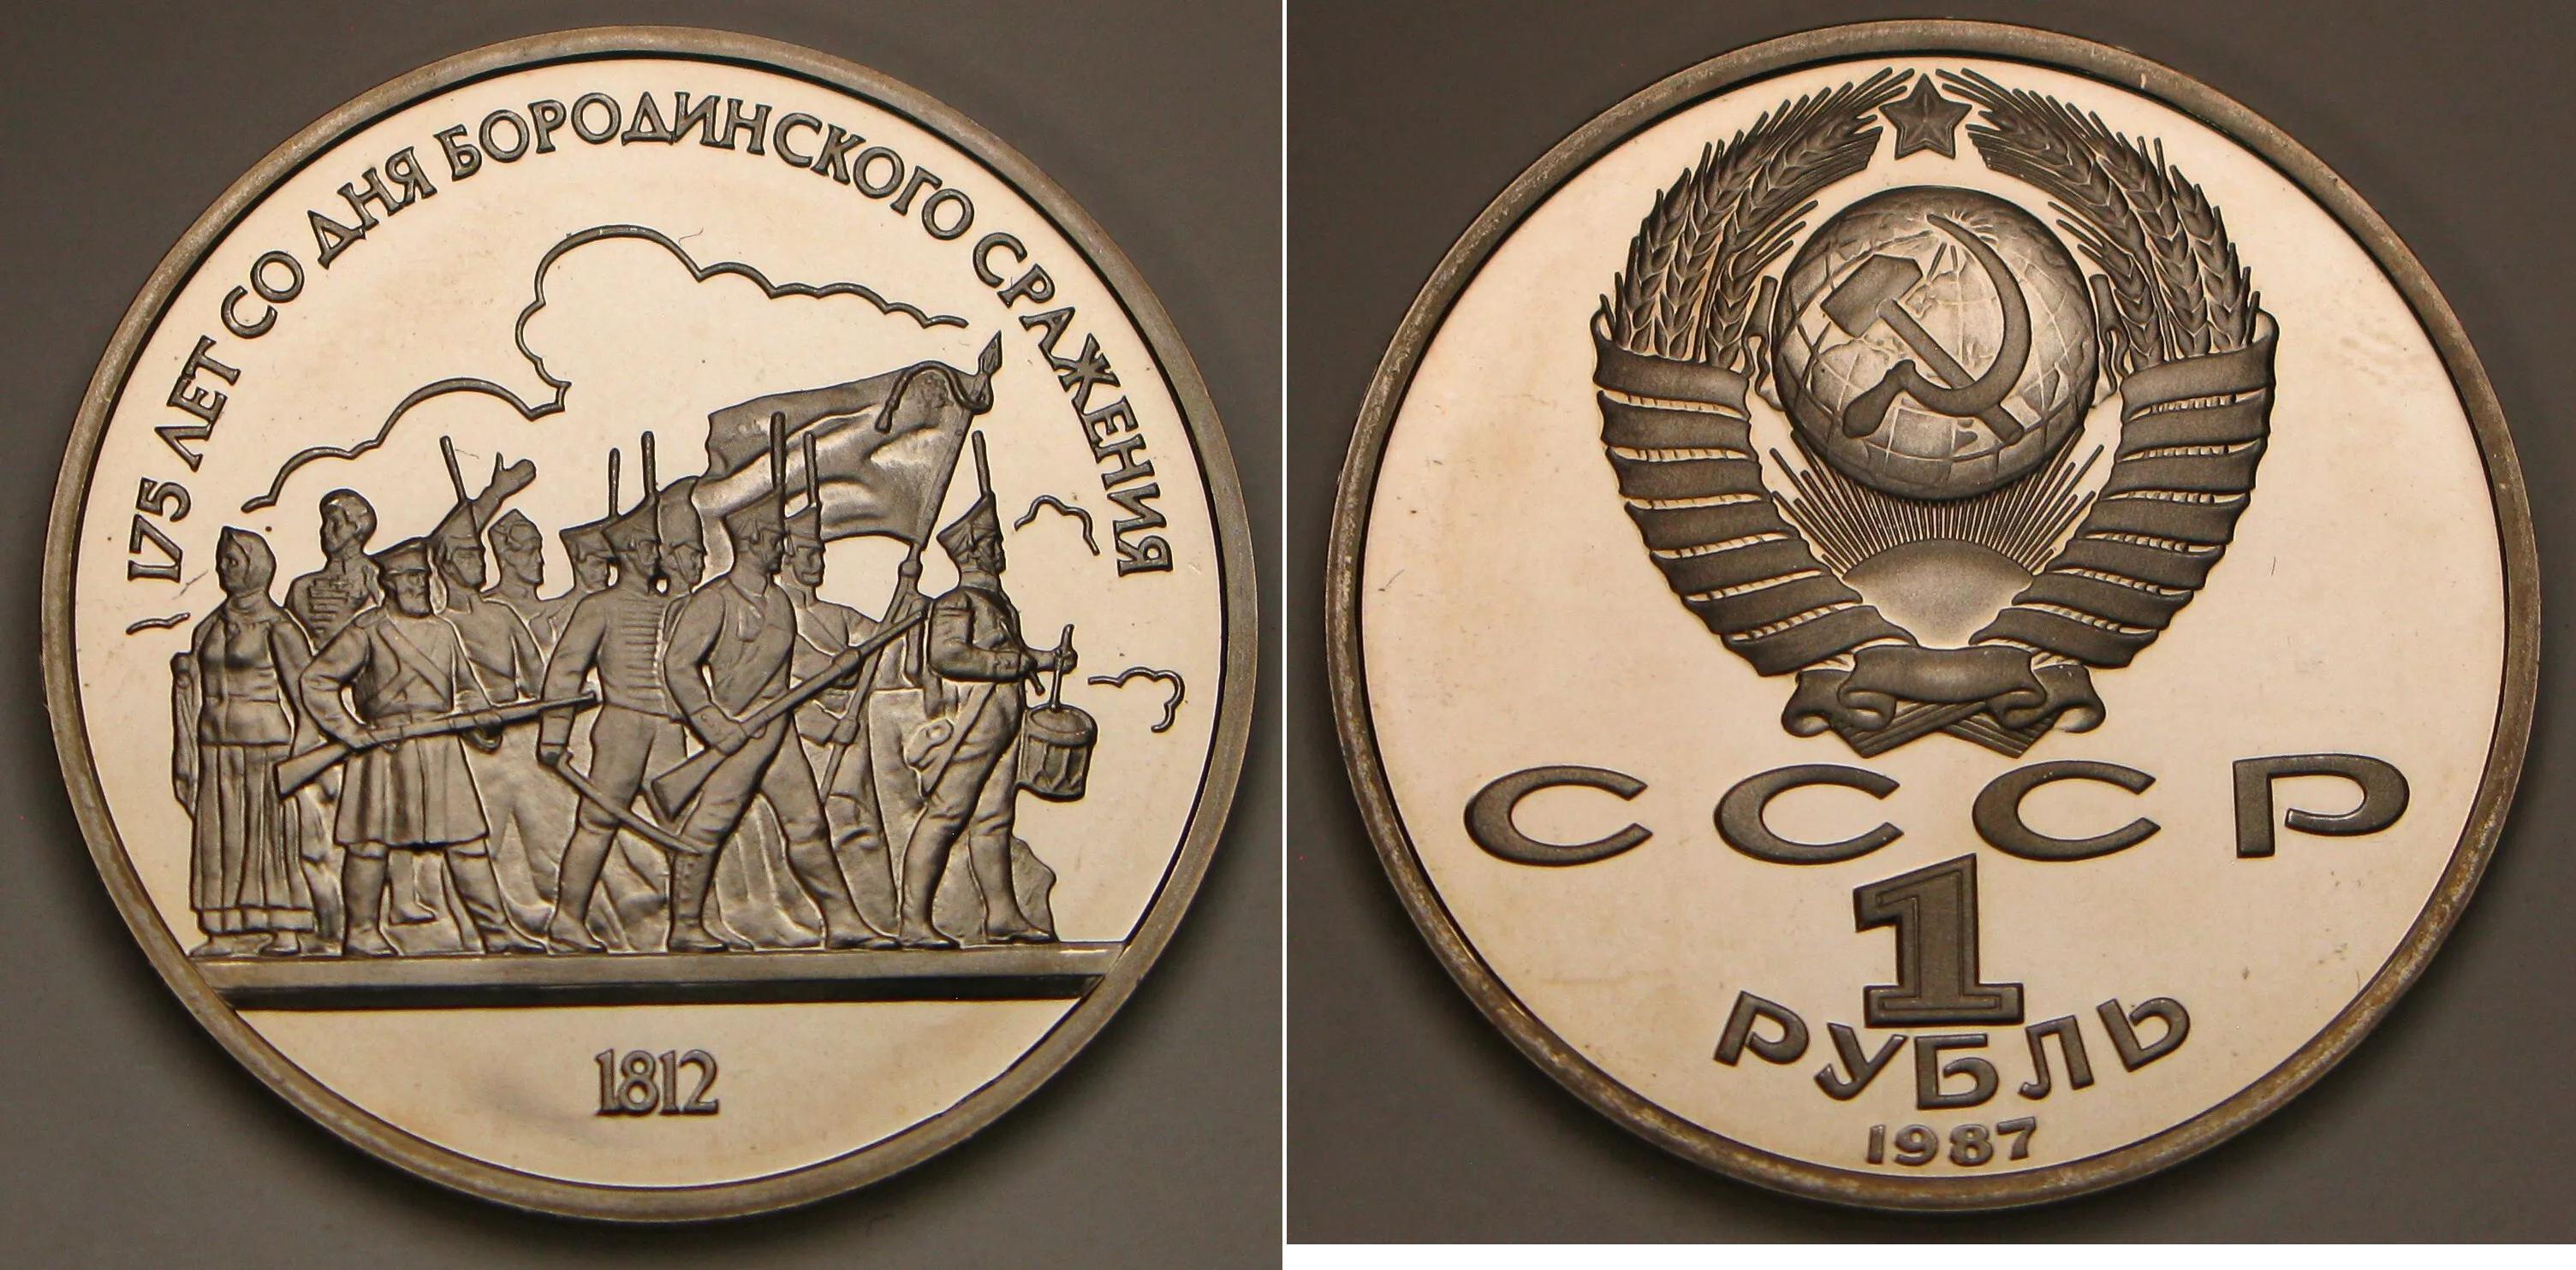 175 ЛЕТ СО ДНЯ БОРОДИНСКОГО СРАЖЕНИЯ
1812
СССР
1
РУБЛЬ
1987